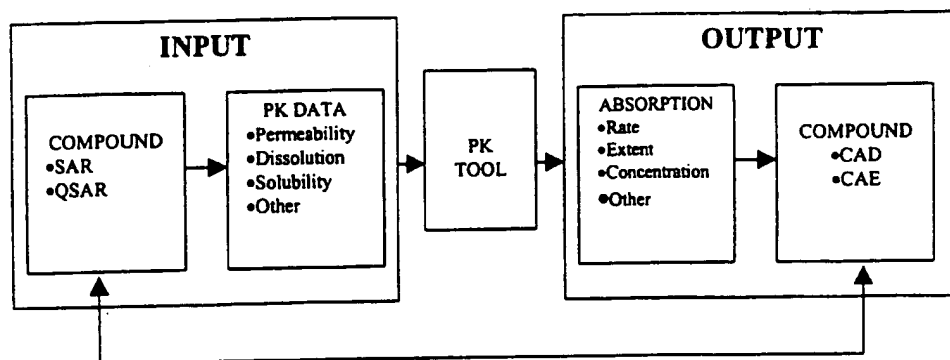 INPUT
COMPOUND
•SAR
•QSAR
PK DATA
•Permeability
•Dissolution
•Solubility
•Other
PK
TOOL
OUTPUT
ABSORPTION
•Rate
•Extent
•Concentration
•Other
COMPOUND
•CAD
•CAE